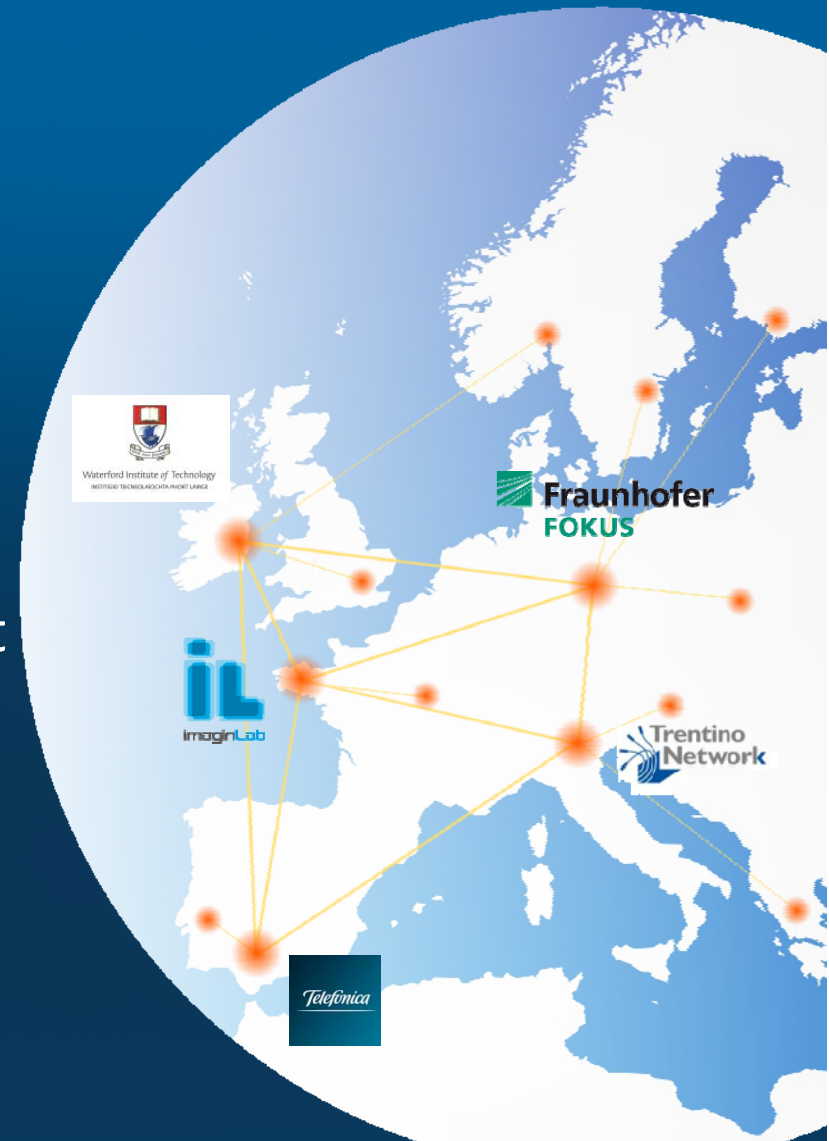 Waterford Institute of Technology
INSTITIÚID TEICNEOLAÍOCHTA PHORT LÁIRGE
Fraunhofer
FOKUS
t
iL
imaginLab
Trentino
Network
Telefónica